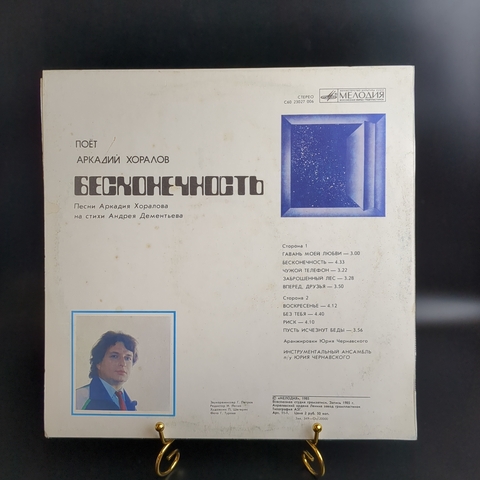 СТЕРЕО
МЕЛОДИЯ
ПОЁТ
АРКАДИЙ ХОРАЛОВ
БЕСКОНЕЧНОСТЬ
Песни Аркадия Хоралова
на стихи Андрея Дементьева
Сторона 1
ГАВАНЬ МОЕЙ ЛЮБВИ — 3.00
БЕСКОНЕЧНОСТЬ — 4.33
ЧУЖОЙ ТЕЛЕФОН — 3.22
ЗАБРОШЕННЫЙ ЛЕС — 3.28
ВПЕРЕД, ДРУЗЬЯ — 3.30
Сторона 2
ВОСКРЕСЕНЬЕ — 4.12
БЕЗ ТЕБЯ — 4.40
РИСК — 4.10
ПУСТЬ ИСЧЕЗНУТ БЕДЫ — 5.56
Аранжировки Юрия Чернавского
ИНСТРУМЕНТАЛЬНЫЙ АНСАМБЛЬ
п/у ЮРИЯ ЧЕРНАВСКОГО